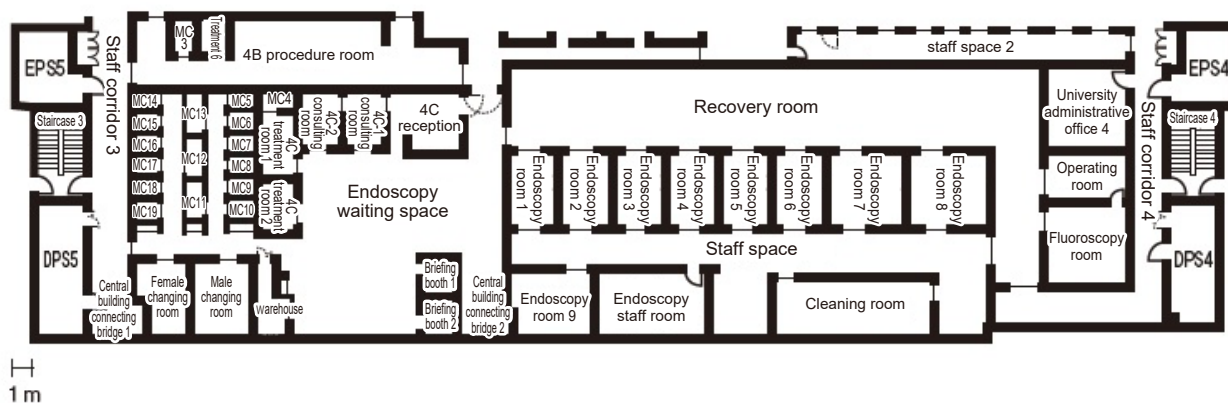 EPS5
Staff corridor 3
MC
3
Treatment 6
4B procedure room
staff space 2
EPS4
Staircase 3
MC14
MC15
MC16
MC17
MC18
MC19
MC13
MC12
MC11
MC5
MC6
MC7
MC8
MC9
MC10
MC4
4C
treatment
room 1
4C
treatment
room 2
4C-2
consulting
room
4C-1
consulting
room
4C
reception
Recovery room
University
administrative
office 4
Staff corridor 4
Staircase 4
Endoscopy
waiting space
Endoscopy
room 1
Endoscopy
room 2
Endoscopy
room 3
Endoscopy
room 4
Endoscopy
room 5
Endoscopy
room 6
Endoscopy
room 7
Endoscopy
room 8
Operating
room
Fluoroscopy
room
Staff space
DPS5
DPS4
Central
building
connecting
bridge 1
Female
changing
room
Male
changing
room
warehouse
Briefing
booth 1
Briefing
booth 2
Central
building
connecting
bridge 2
Endoscopy
room 9
Endoscopy
staff room
Cleaning room
1 m